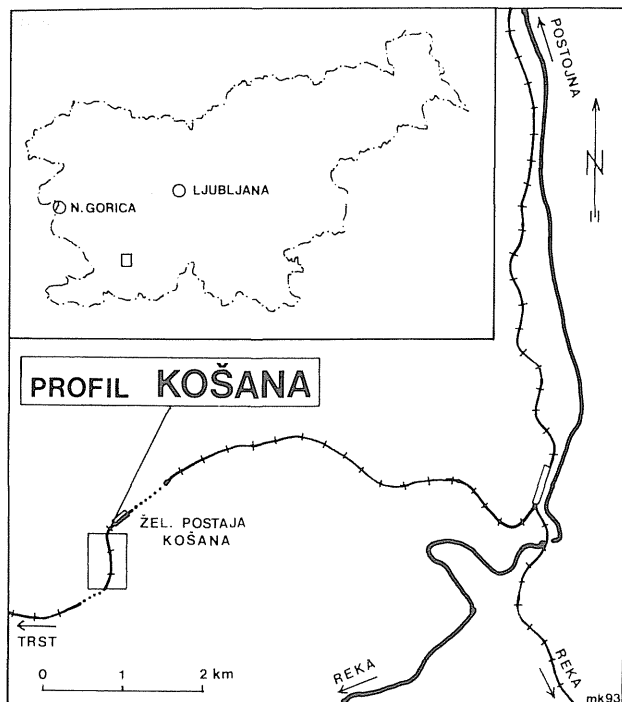 POSTOJNA
N
LJUBLJANA
N. GORICA
PROFIL KOŠANA
ŽEL. POSTAJA
KOŠANA
TRST
0 1 2 km
REKA
REKA
mk93